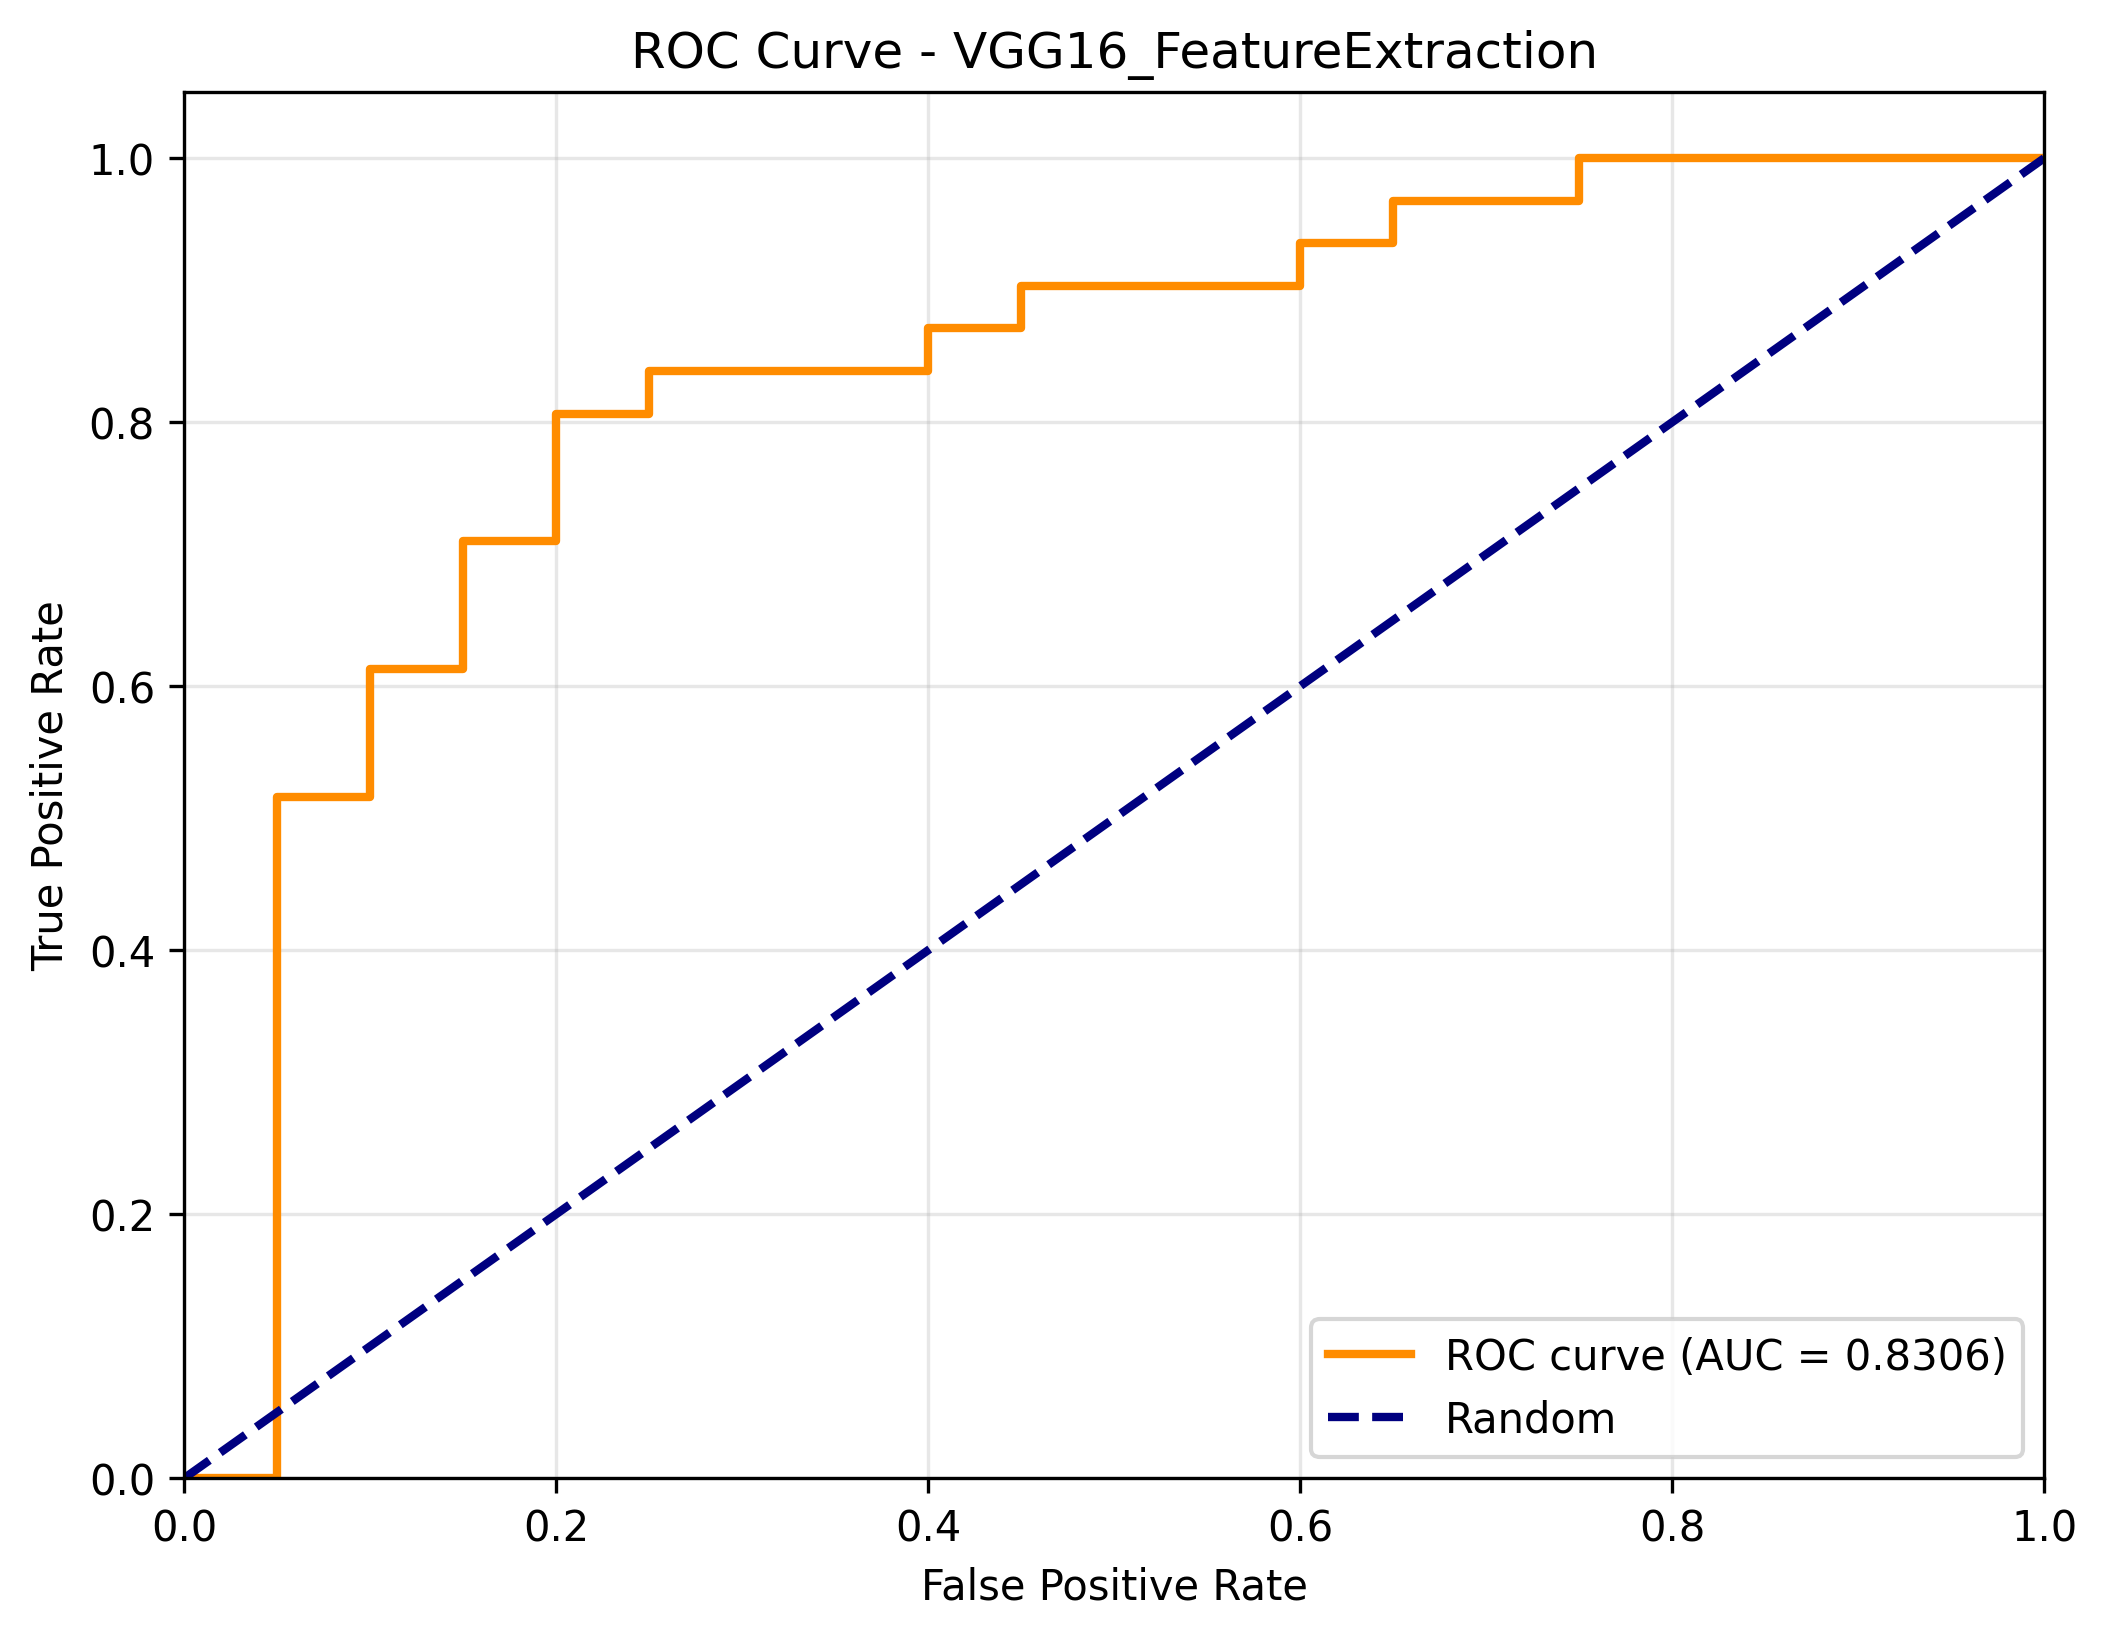 ROC Curve - VGG16_FeatureExtraction
True Positive Rate
1.0
0.8
0.6
0.4
0.2
0.0
0.0 0.2 0.4 0.6 0.8 1.0
False Positive Rate
ROC curve (AUC = 0.8306)
Random